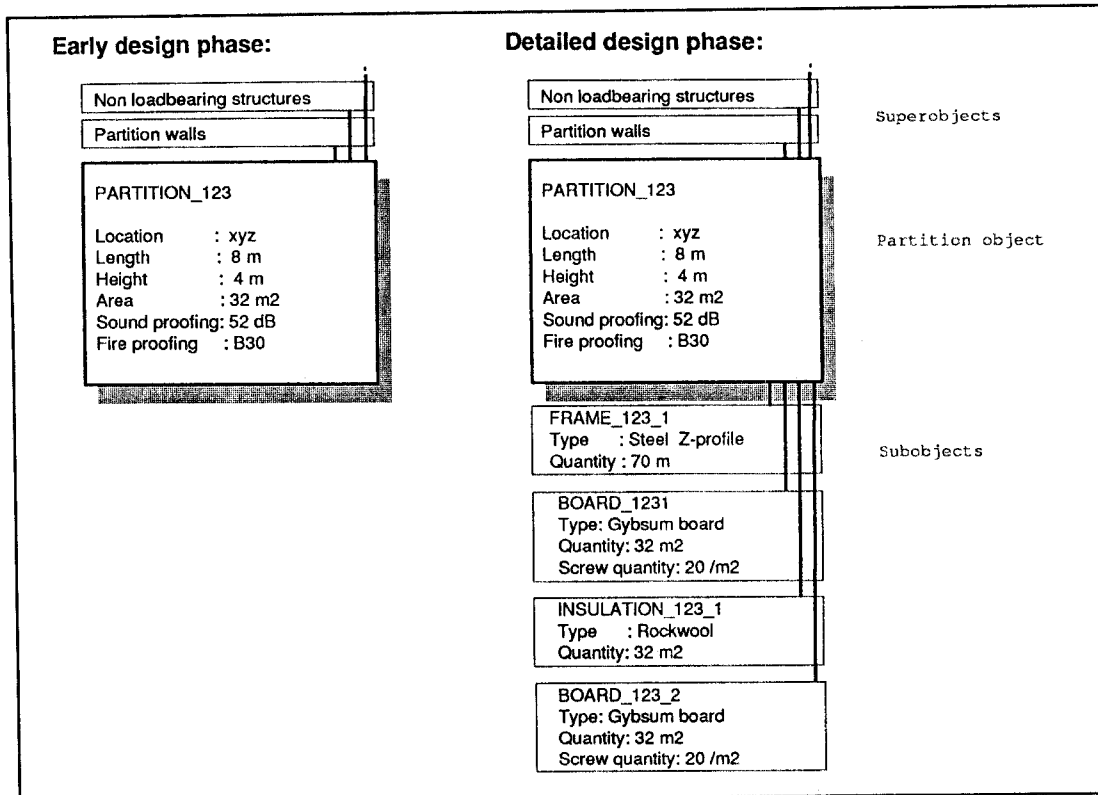 Early design phase:
Non loadbearing structures
Partition walls
PARTITION_123
Location : xyz
Length : 8 m
Height : 4 m
Area : 32 m2
Sound proofing: 52 dB
Fire proofing : B30
Detailed design phase:
Non loadbearing structures
Partition walls
PARTITION_123
Location : xyz
Length : 8 m
Height : 4 m
Area : 32 m2
Sound proofing: 52 dB
Fire proofing : B30
FRAME_123_1
Type : Steel Z-profile
Quantity : 70 m
BOARD_1231
Type: Gybsum board
Quantity: 32 m2
Screw quantity: 20 /m2
INSULATION_123_1
Type : Rockwool
Quantity: 32 m2
BOARD_123_2
Type: Gybsum board
Quantity: 32 m2
Screw quantity: 20 /m2
Superobjects
Partition object
Subobjects